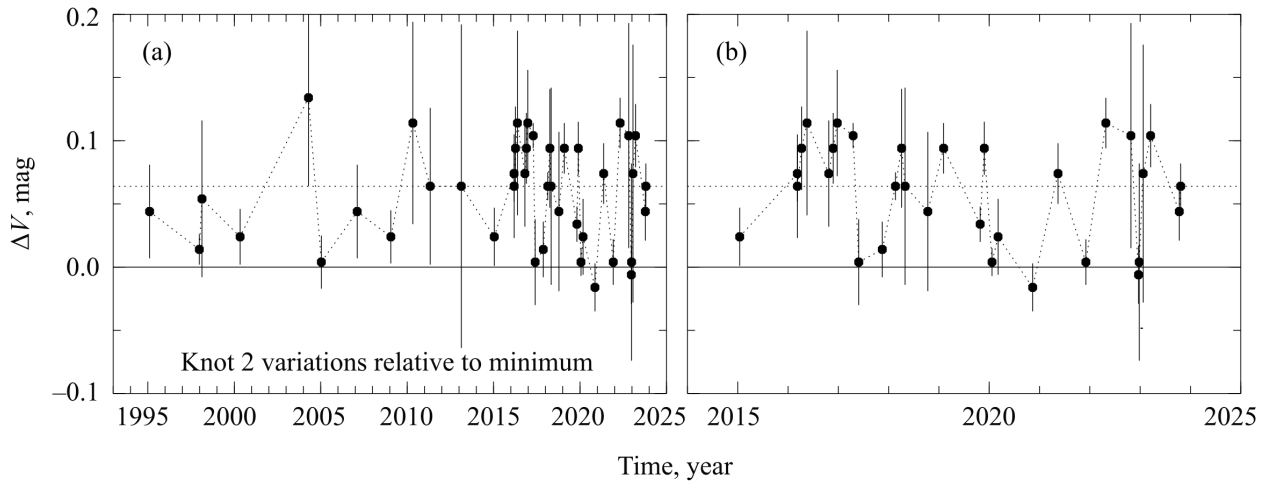 0.2
(a)
(b)
0.1
0.0
−0.1
ΔV, mag
Knot 2 variations relative to minimum
1995 2000 2005 2010 2015 2020 2025
2015 2020 2025
Time, year